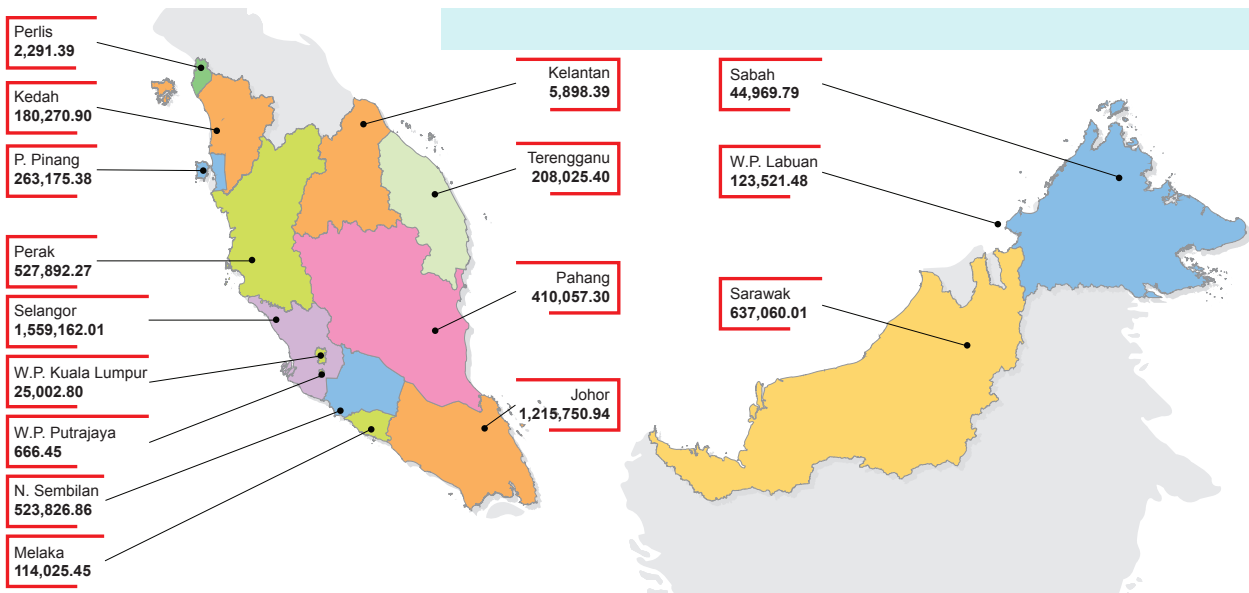 Perlis
2,291.39
Kedah
180,270.90
P. Pinang
263,175.38
Perak
527,892.27
Selangor
1,559,162.01
W.P. Kuala Lumpur
25,002.80
W.P. Putrajaya
666.45
N. Sembilan
523,826.86
Melaka
114,025.45
Kelantan
5,898.39
Terengganu
208,025.40
Pahang
410,057.30
Johor
1,215,750.94
Sabah
44,969.79
W.P. Labuan
123,521.48
Sarawak
637,060.01